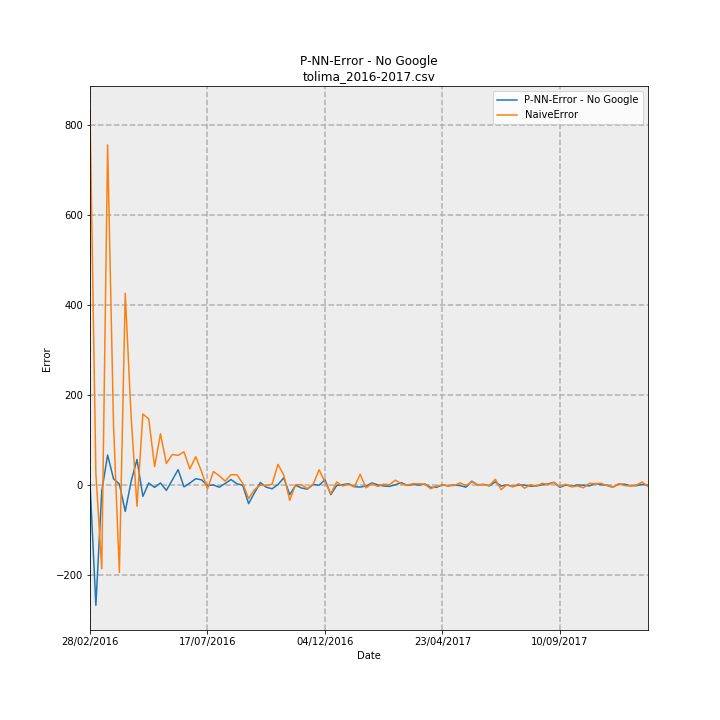 P-NN-Error - No Google
tolima_2016-2017.csv
P-NN-Error - No Google
NaiveError
800
600
400
200
0
−200
Error
28/02/2016
17/07/2016
04/12/2016
23/04/2017
10/09/2017
Date